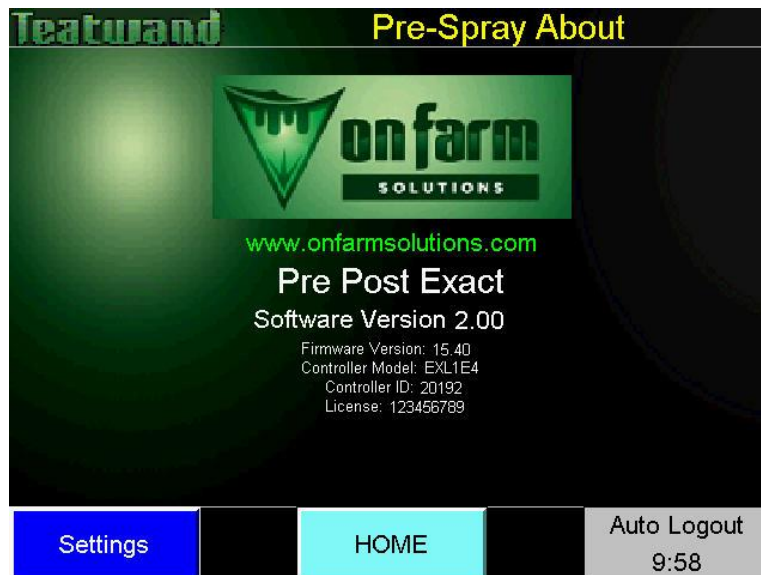 Teatwand
Pre-Spray About
on farm
SOLUTIONS
www.onfarmsolutions.com
Pre Post Exact
Software Version 2.00
Firmware Version: 15.40
Controller Model: EXL1E4
Controller ID: 20192
License: 123456789
Settings
HOME
Auto Logout
9:58